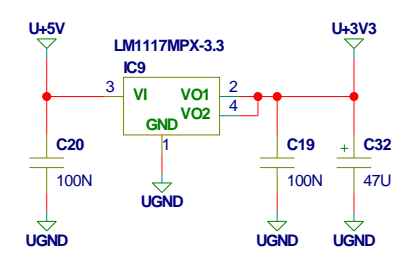 U+5V
U+3V3
LM1117MPX-3.3
IC9
3
VI
VO1
2
VO2
4
GND
1
C20
100N
C19
100N
+
C32
47U
UGND
UGND
UGND
UGND